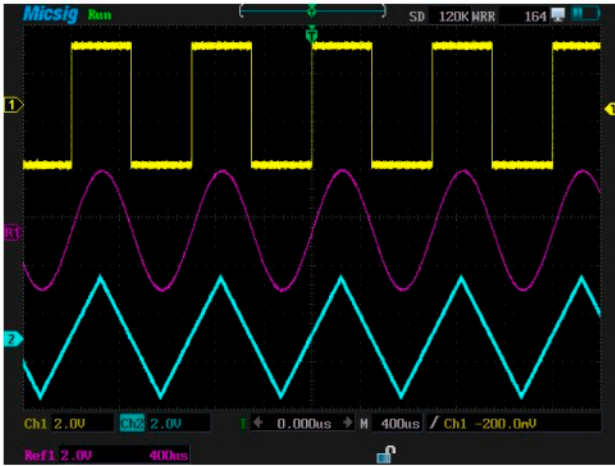 Micsig Run SD 120K WRR 164
T
1
T
R1
2
Ch1 2.0V Ch2 2.0V T 0.000us M 400us Ch1 -200.0mV
Ref1 2.0V 400us